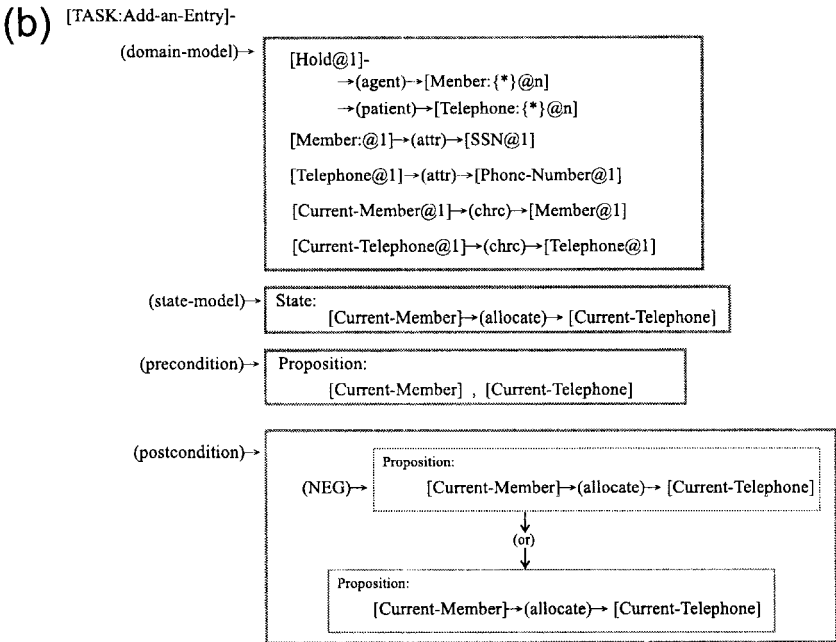 (b) [TASK:Add-an-Entry]-
(domain-model)→
[Hold@1]-
→(agent)→[Menber:{*}@n]
→(patient)→[Telephone:{*}@n]
[Member:@1]→(attr)→[SSN@1]
[Telephone@1]→(attr)→[Phone-Number@1]
[Current-Member@1]→(chrc)→[Member@1]
[Current-Telephone@1]→(chrc)→[Telephone@1]
(state-model)→ State:
[Current-Member]→(allocate)→ [Current-Telephone]
(precondition)→ Proposition:
[Current-Member] , [Current-Telephone]
(postcondition)→
Proposition:
(NEG)→ [Current-Member]→(allocate)→ [Current-Telephone]
(or)
Proposition:
[Current-Member]→(allocate)→ [Current-Telephone]